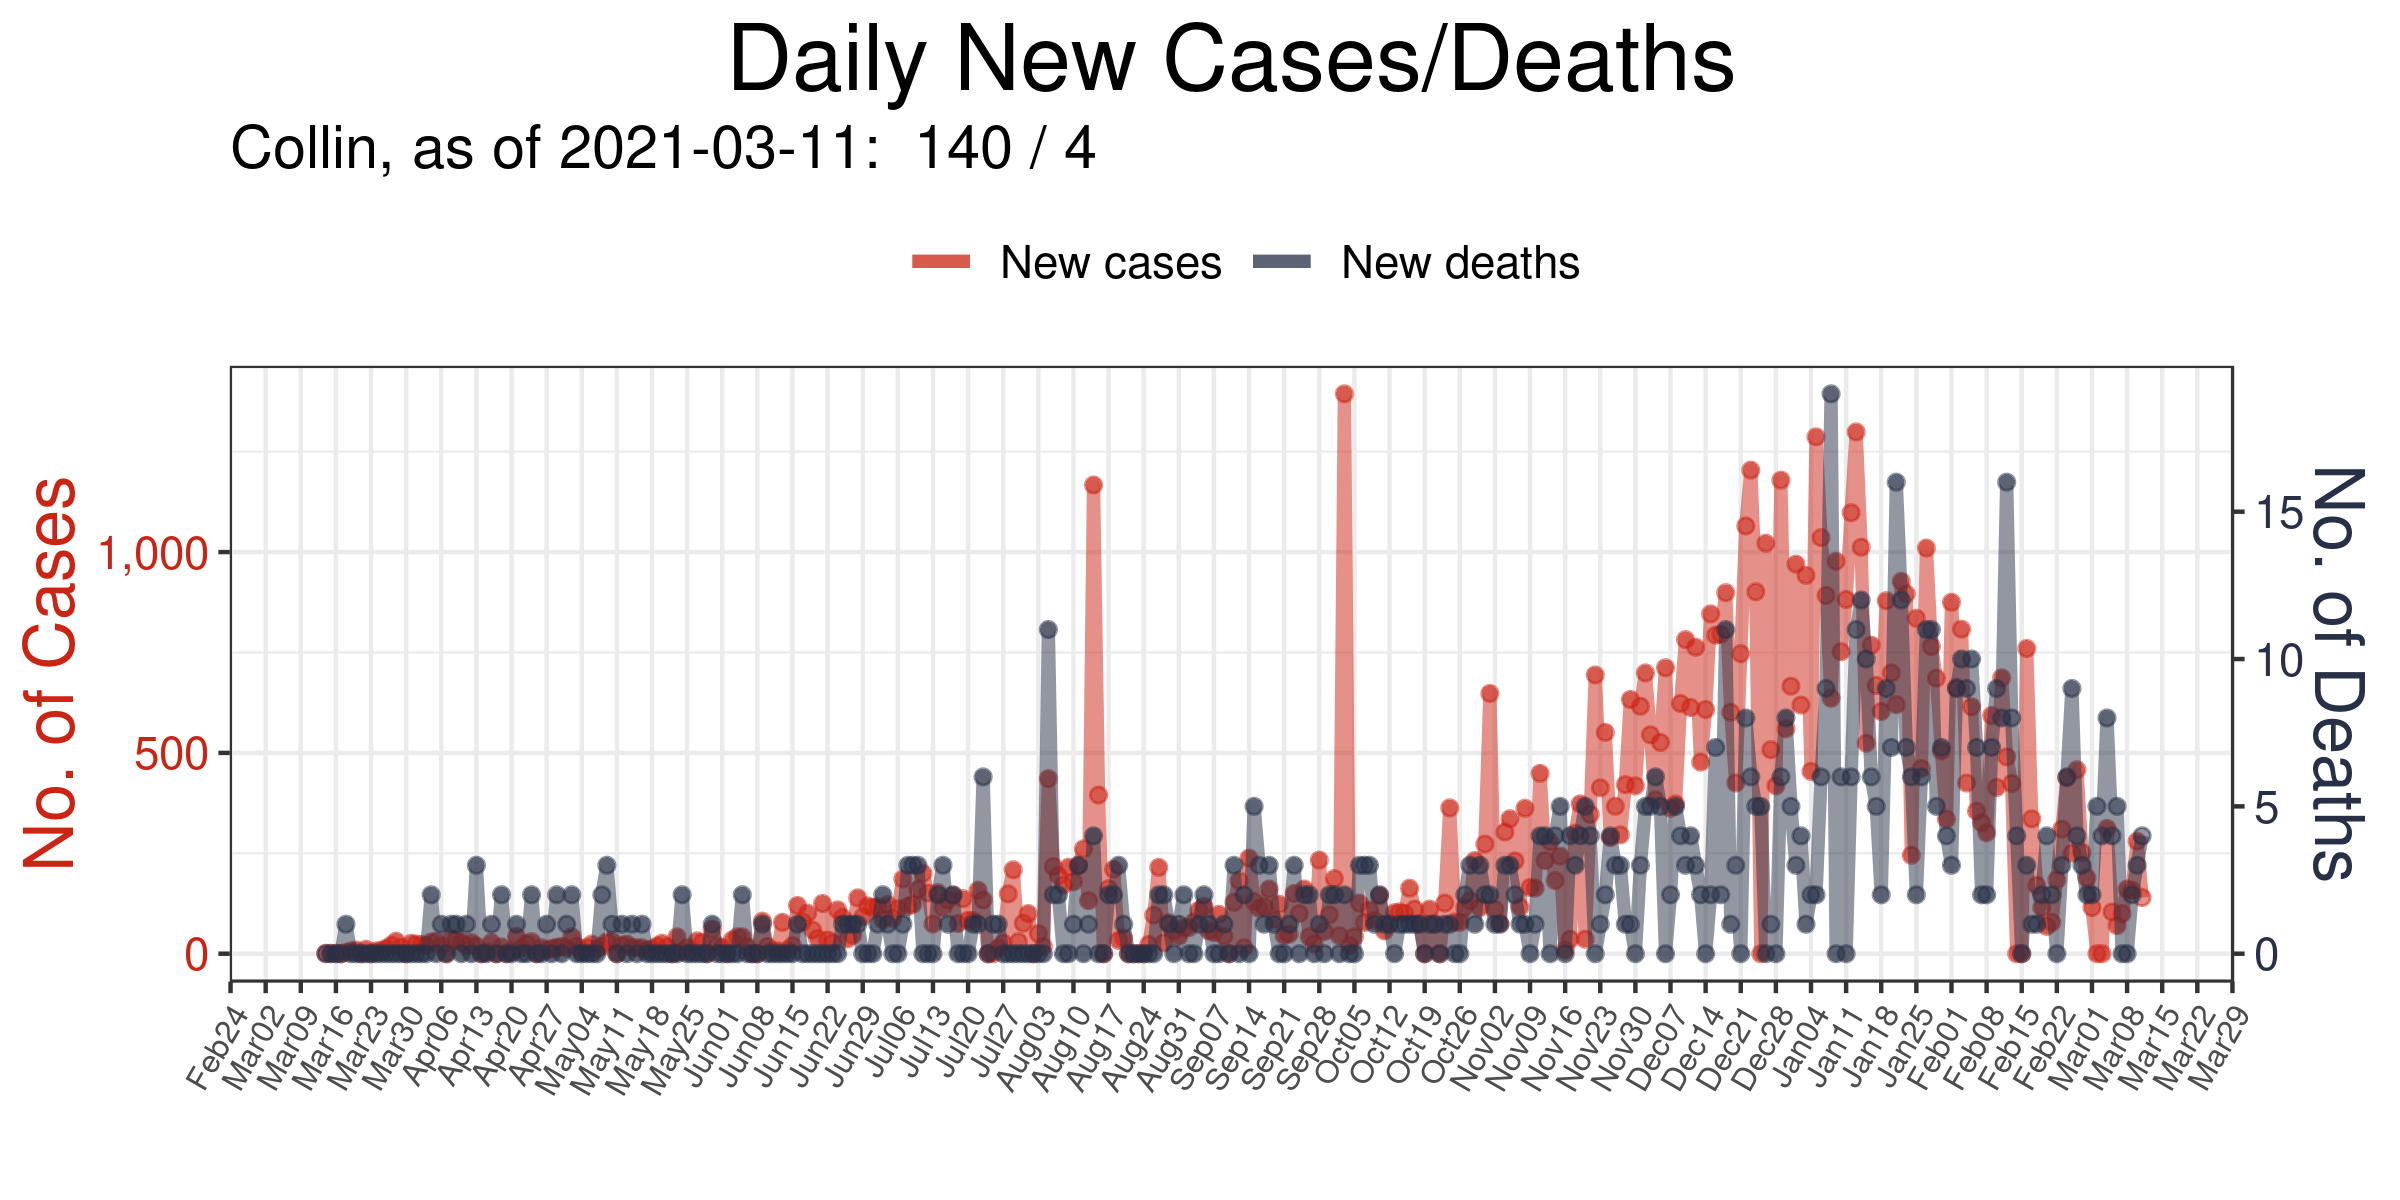 Daily New Cases/Deaths
Collin, as of 2021-03-11: 140 / 4
New cases New deaths
No. of Cases
1,000
500
0
15
10
5
0
No. of Deaths
Feb24 Mar02 Mar09 Mar16 Mar23 Mar30 Apr06 Apr13 Apr20 Apr27 May04 May11 May18 May25 Jun01 Jun08 Jun15 Jun22 Jun29 Jul06 Jul13 Jul20 Jul27 Aug03 Aug10 Aug17 Aug24 Aug31 Sep07 Sep14 Sep21 Sep28 Oct05 Oct12 Oct19 Oct26 Nov02 Nov09 Nov16 Nov23 Nov30 Dec07 Dec14 Dec21 Dec28 Jan04 Jan11 Jan18 Jan25 Feb01 Feb08 Feb15 Feb22 Mar01 Mar08 Mar15 Mar22 Mar29